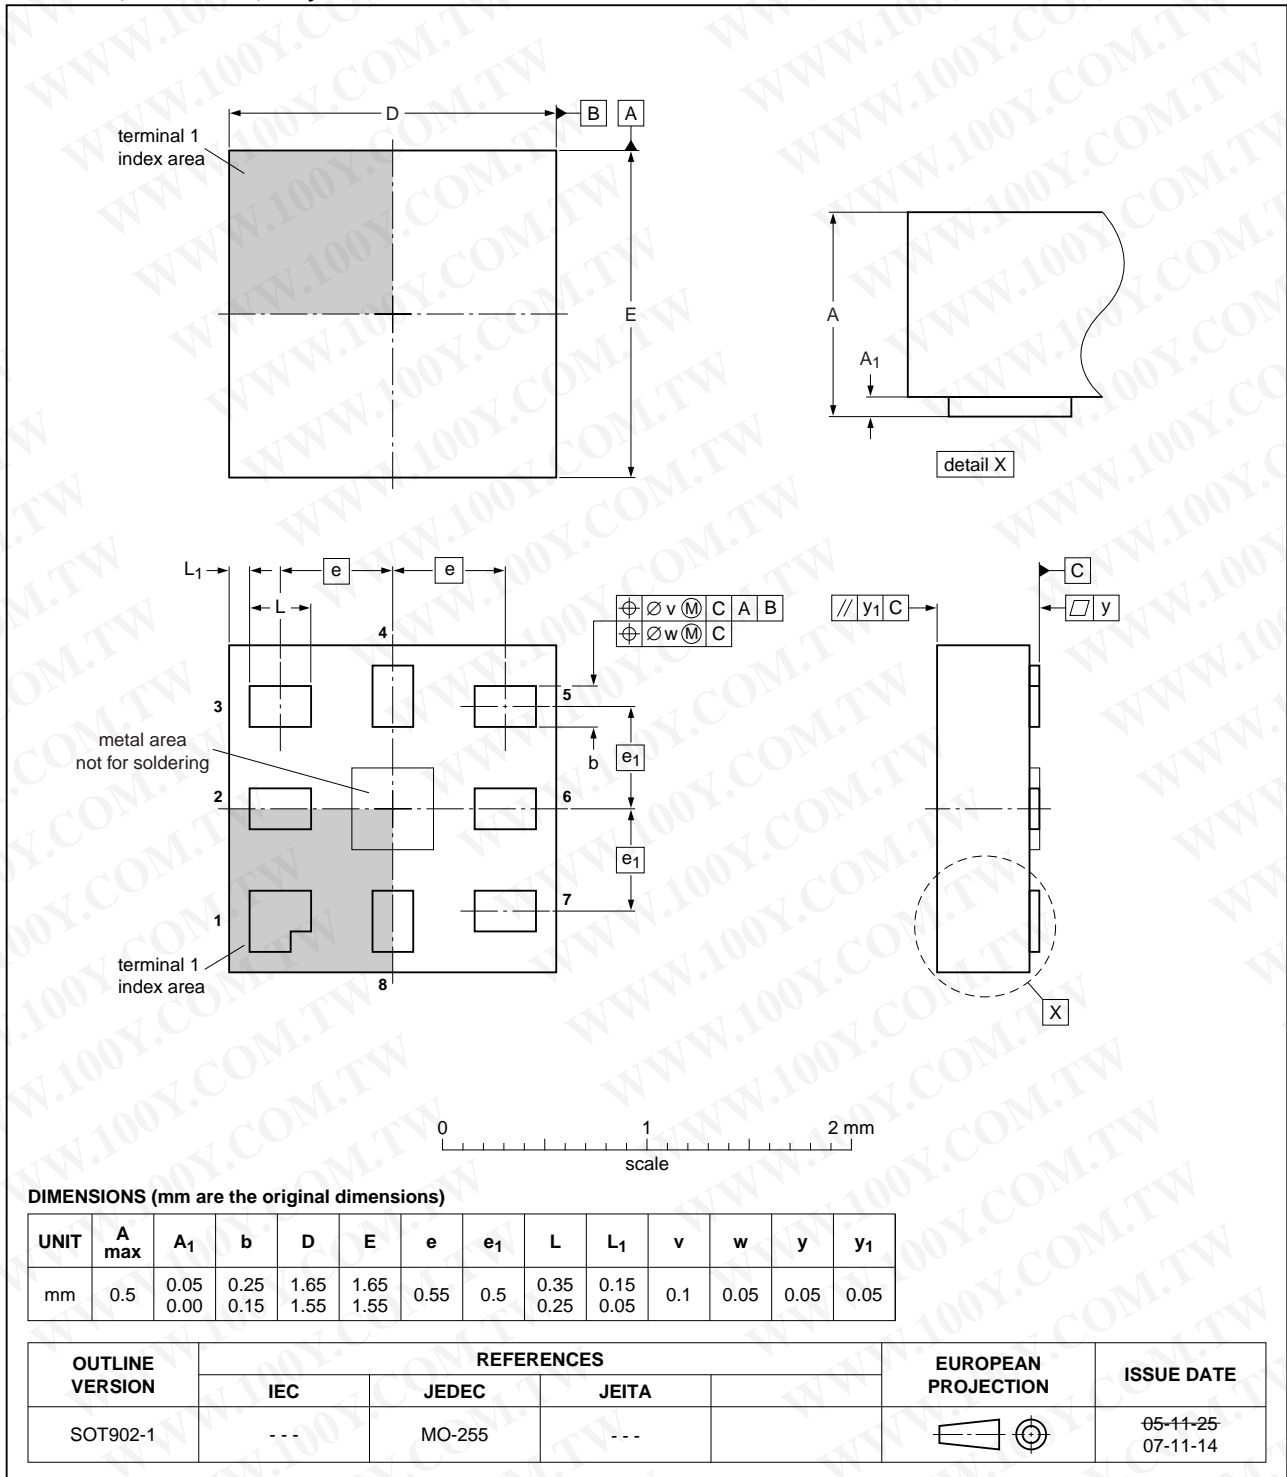 D
B
A
terminal 1
index area
E
A
A1
detail X
L1
e
e
L
4
⌖ ⌀ v Ⓜ C A B
⌖ ⌀ w Ⓜ C
// y1 C
C
⏥ y
3
5
metal area
not for soldering
b
e1
2
6
e1
1
7
terminal 1
index area
8
X
0 1 2 mm
scale
DIMENSIONS (mm are the original dimensions)
UNIT A max A1 b D E e e1 L L1 v w y y1
mm 0.5 0.05 0.00 0.25 0.15 1.65 1.55 1.65 1.55 0.55 0.5 0.35 0.25 0.15 0.05 0.1 0.05 0.05 0.05
OUTLINE VERSION REFERENCES EUROPEAN PROJECTION ISSUE DATE
IEC JEDEC JEITA
SOT902-1 - - - MO-255 - - - 05-11-25
07-11-14
WWW.100Y.COM.TW